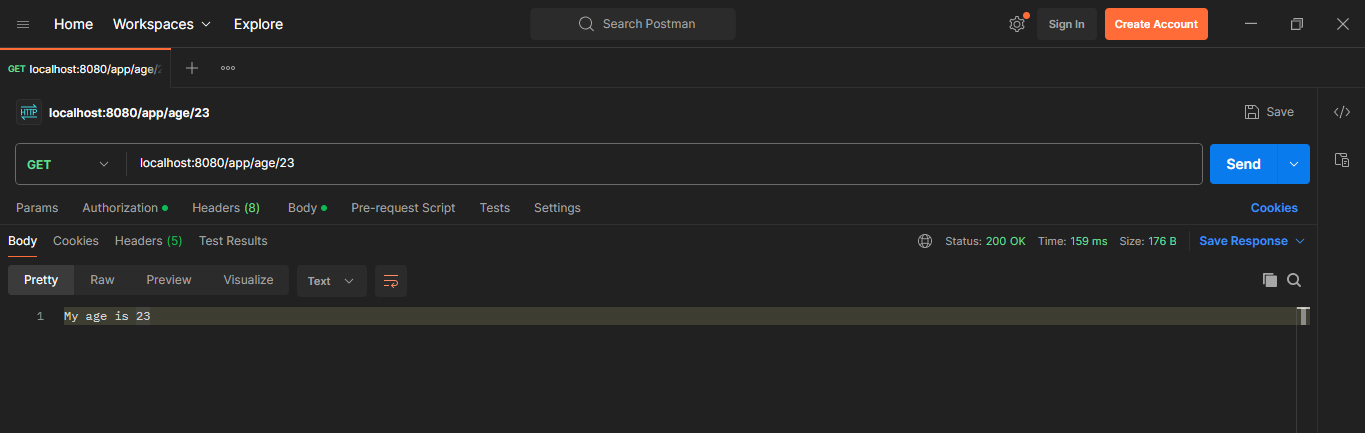 Home Workspaces Explore Search Postman Sign In Create Account
GET localhost:8080/app/age/2
HTTP localhost:8080/app/age/23 Save
GET localhost:8080/app/age/23 Send
Params Authorization Headers (8) Body Pre-request Script Tests Settings Cookies
Body Cookies Headers (5) Test Results Status: 200 OK Time: 159 ms Size: 176 B Save Response
Pretty Raw Preview Visualize Text
1 My age is 23